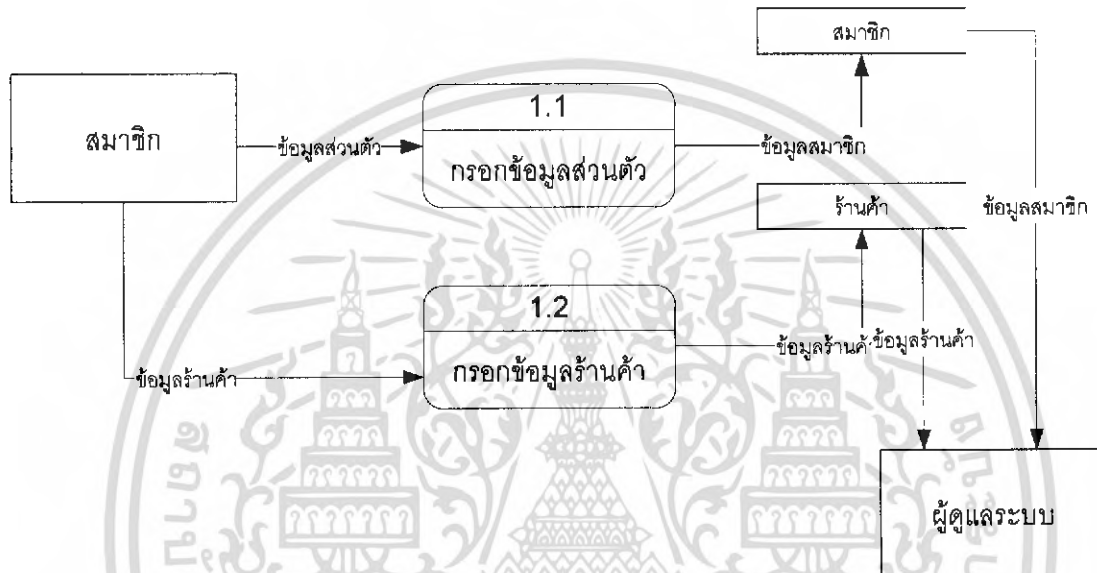 สมาชิก
1.1
สมาชิก
ข้อมูลส่วนตัว
กรอกข้อมูลส่วนตัว
ข้อมูลสมาชิก
ร้านค้า
ข้อมูลสมาชิก
1.2
ข้อมูลร้านค้า
กรอกข้อมูลร้านค้า
ข้อมูลร้านค้
ข้อมูลร้านค้า
ผู้ดูแลระบบ